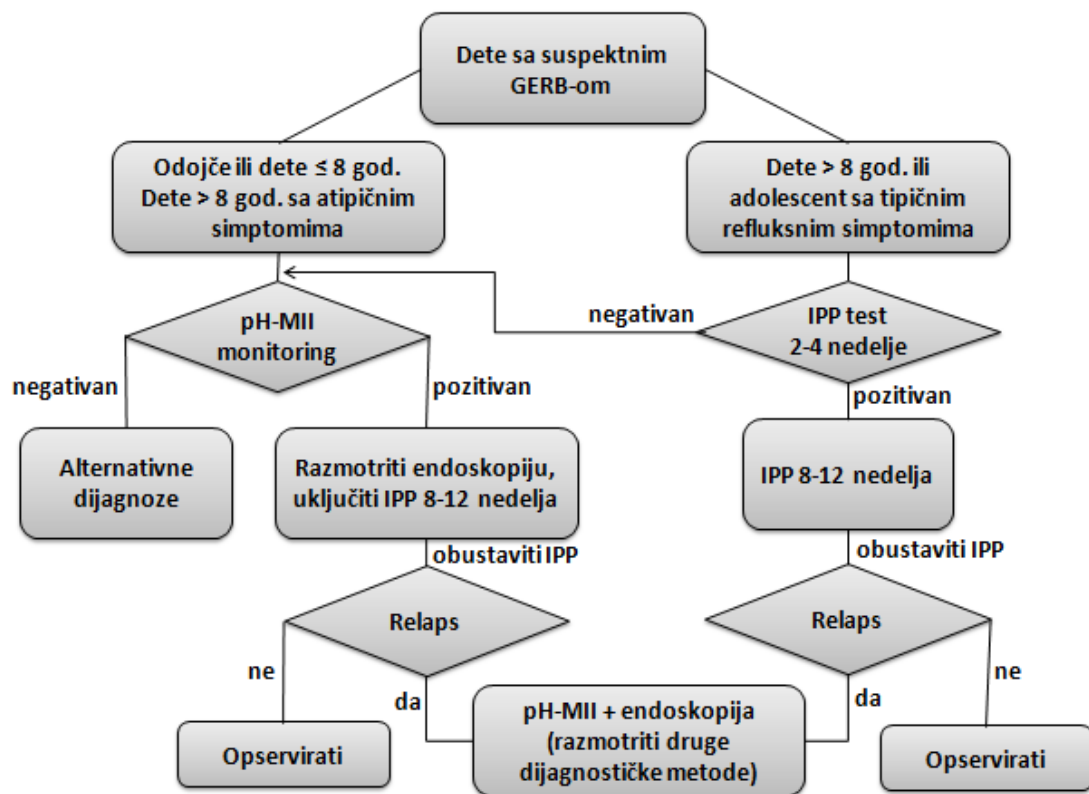 Dete sa suspektnim
GERB-om
Odojče ili dete ≤ 8 god.
Dete > 8 god. sa atipičnim
simptomima
Dete > 8 god. ili
adolescent sa tipičnim
refluksnim simptomima
negativan
pH-MII
monitoring
IPP test
2-4 nedelje
negativan
pozitivan
pozitivan
Alternativne
dijagnoze
Razmotriti endoskopiju,
uključiti IPP 8-12 nedelja
IPP 8-12 nedelja
obustaviti IPP
obustaviti IPP
Relaps
Relaps
ne
da
da
ne
Opservirati
pH-MII + endoskopija
(razmotriti druge
dijagnostičke metode)
Opservirati